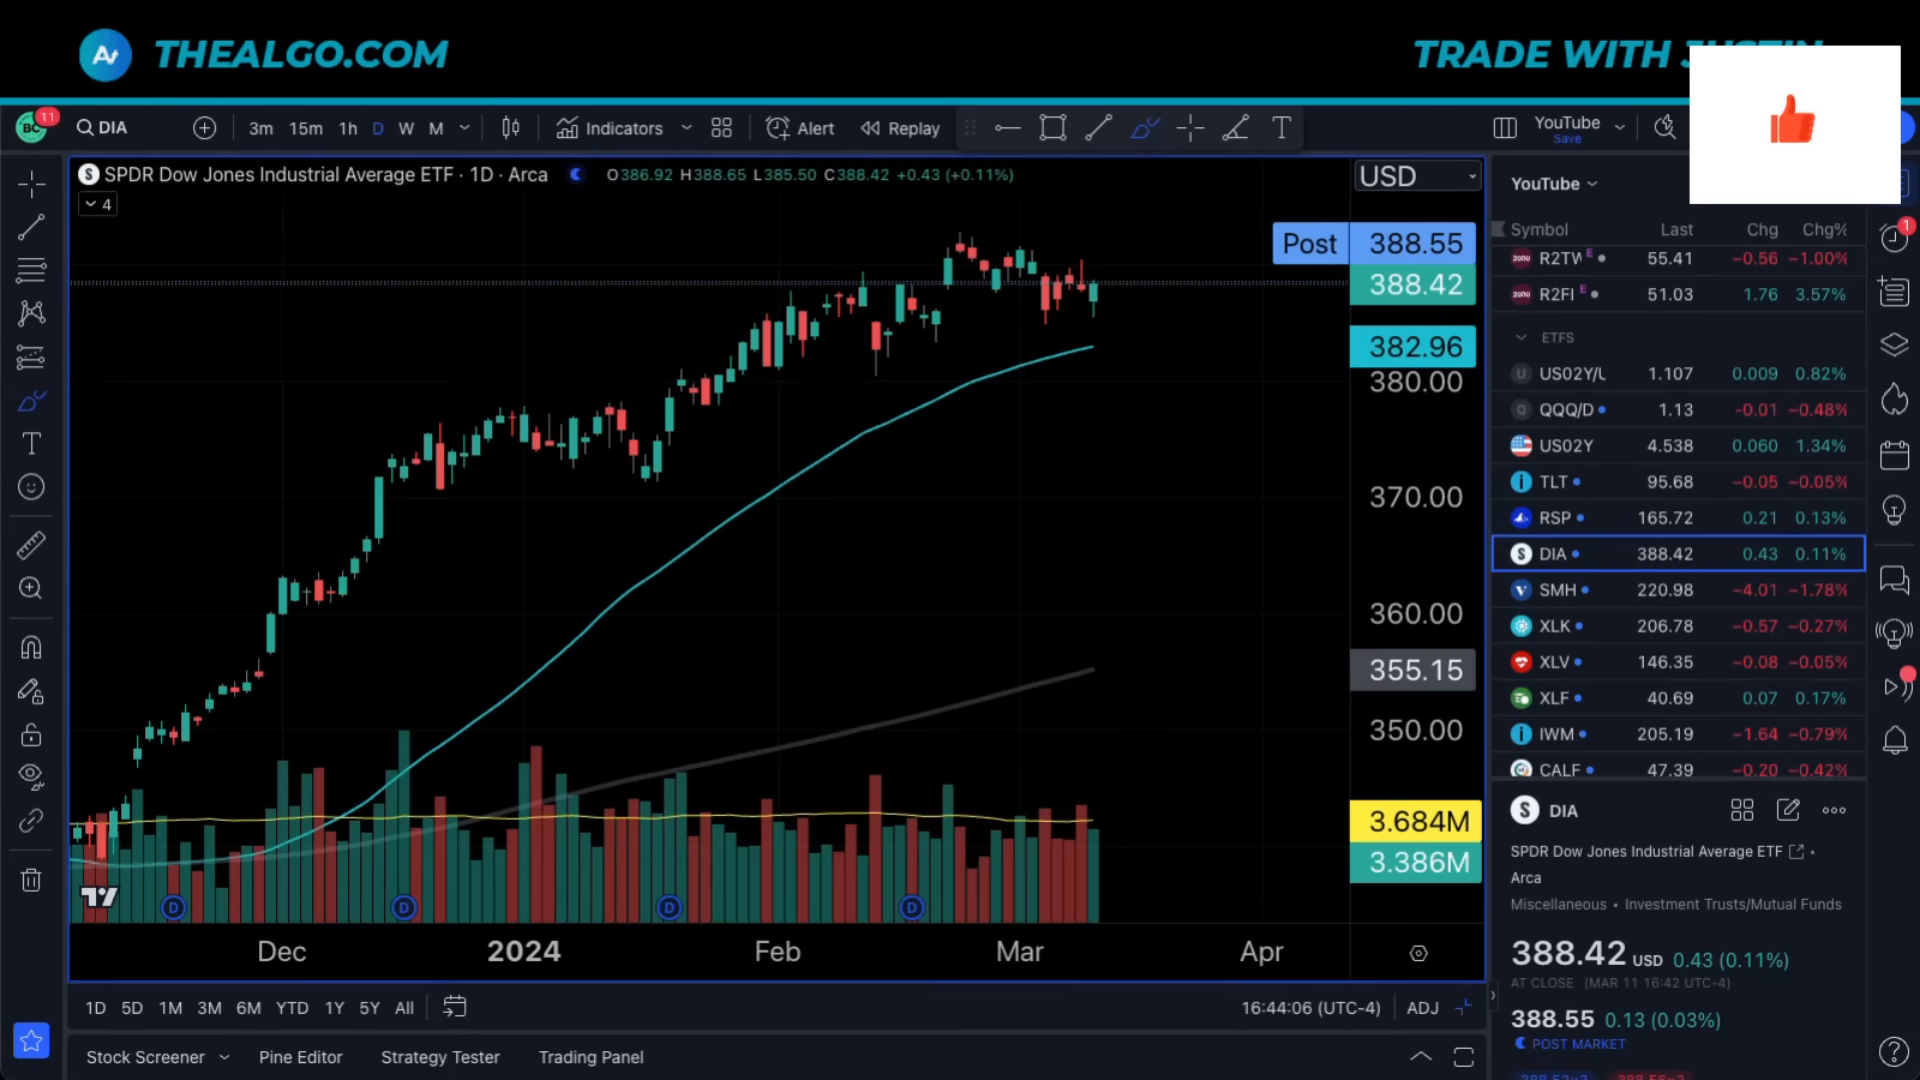 THEALGO.COM
TRADE WITH
11
DIA
3m 15m 1h D W M
Indicators
Alert
Replay
YouTube
Save
SPDR Dow Jones Industrial Average ETF · 1D · Arca
O386.92 H388.65 L385.50 C388.42 +0.43 (+0.11%)
4
USD
Post 388.55
388.42
382.96
380.00
370.00
360.00
355.15
350.00
3.684M
3.386M
D D D D
Dec 2024 Feb Mar Apr
1D 5D 1M 3M 6M YTD 1Y 5Y All
16:44:06 (UTC-4) ADJ
Stock Screener Pine Editor Strategy Tester Trading Panel
YouTube
Symbol Last Chg Chg%
R2TW E 55.41 −0.56 −1.00%
R2FI E 51.03 1.76 3.57%
ETFS
US02Y/U 1.107 0.009 0.82%
QQQ/D 1.13 −0.01 −0.48%
US02Y 4.538 0.060 1.34%
TLT 95.68 −0.05 −0.05%
RSP 165.72 0.21 0.13%
DIA 388.42 0.43 0.11%
SMH 220.98 −4.01 −1.78%
XLK 206.78 −0.57 −0.27%
XLV 146.35 −0.08 −0.05%
XLF 40.69 0.07 0.17%
IWM 205.19 −1.64 −0.79%
CALF 47.39 −0.20 −0.42%
DIA
SPDR Dow Jones Industrial Average ETF
Arca
Miscellaneous • Investment Trusts/Mutual Funds
388.42 USD 0.43 (0.11%)
AT CLOSE (MAR 11 16:42 UTC-4)
388.55 0.13 (0.03%)
POST MARKET
1